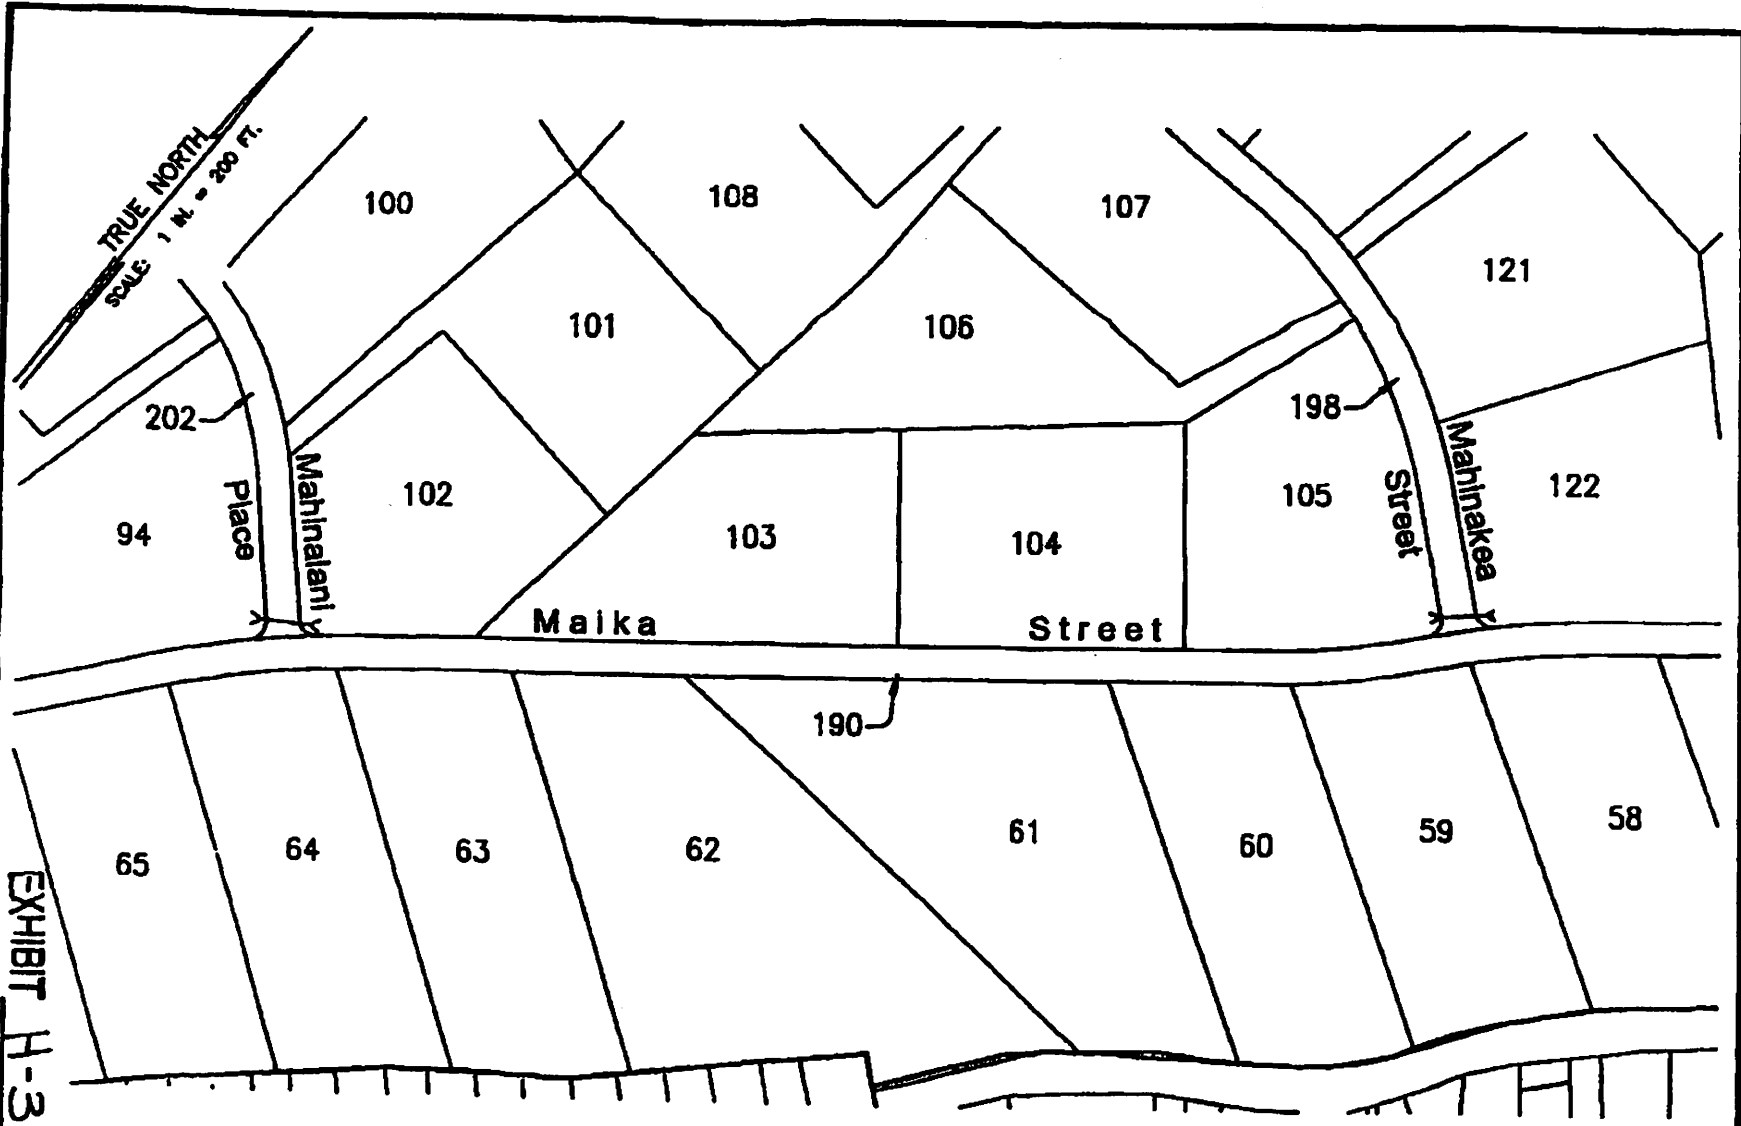 TRUE NORTH
SCALE: 1 IN. = 200 FT.
100
108
107
121
101
106
202
198
94
Place
Mahinalani
102
103
104
105
Street
Mahinakea
122
Maika Street
190
65
64
63
62
61
60
59
58
EXHIBIT H-3